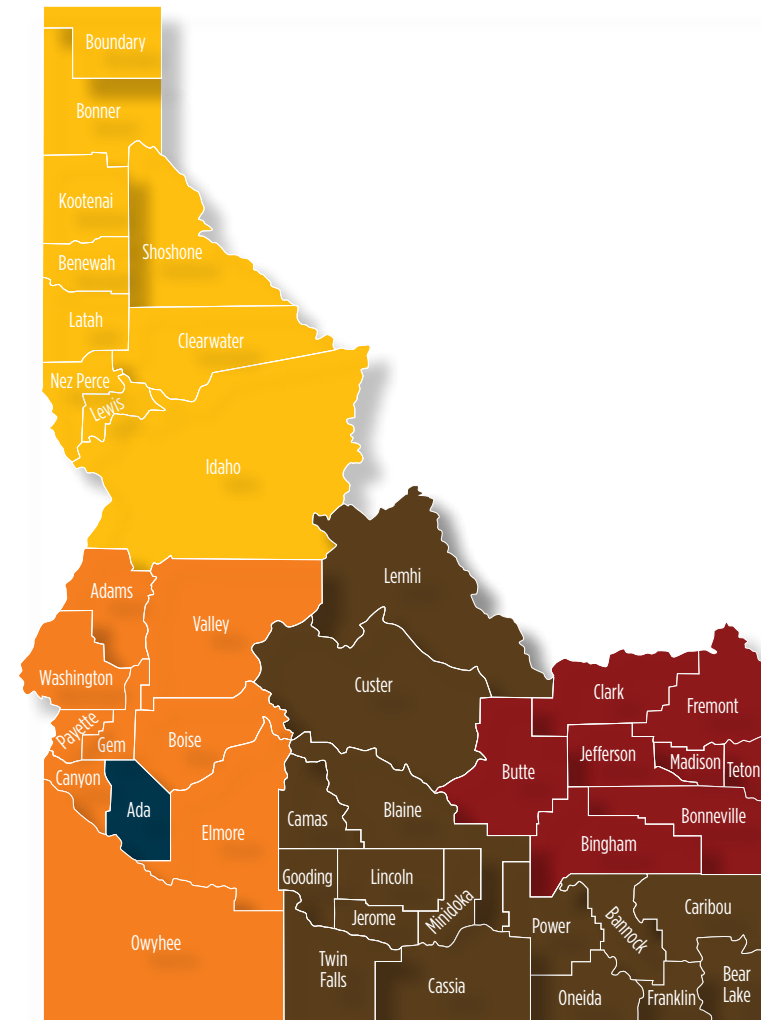 Boundary
Bonner
Kootenai
Shoshone
Benewah
Latah
Clearwater
Nez Perce
Lewis
Idaho
Lemhi
Adams
Valley
Washington
Custer
Clark
Fremont
Payette
Gem
Boise
Jefferson
Madison
Teton
Butte
Canyon
Ada
Elmore
Camas
Blaine
Bonneville
Bingham
Gooding
Lincoln
Minidoka
Jerome
Power
Bannock
Caribou
Owyhee
Twin
Falls
Cassia
Oneida
Franklin
Bear
Lake